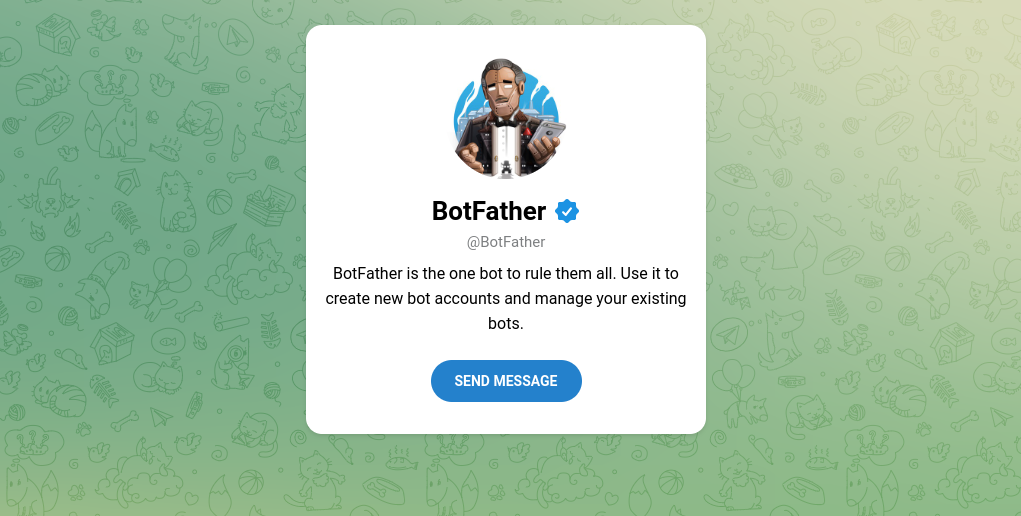 BotFather
@BotFather
BotFather is the one bot to rule them all. Use it to
create new bot accounts and manage your existing
bots.
SEND MESSAGE